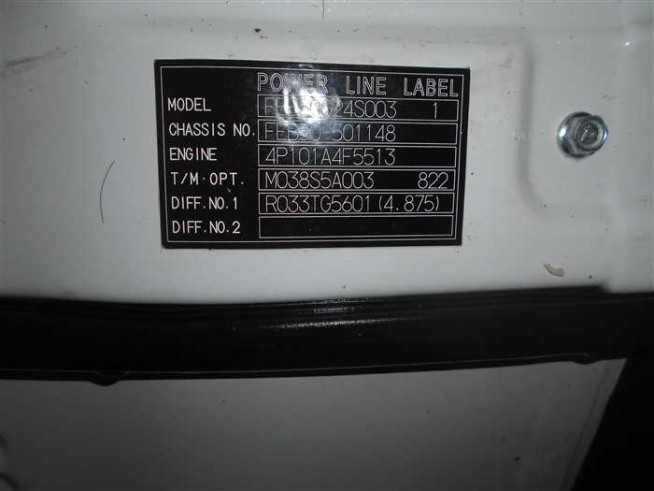 POWER LINE LABEL
MODEL 1
CHASSIS NO.
ENGINE 4P101A4F5513
T/M·OPT. M038S5A003 822
DIFF.NO.1 R033TG5601(4.875)
DIFF.NO.2